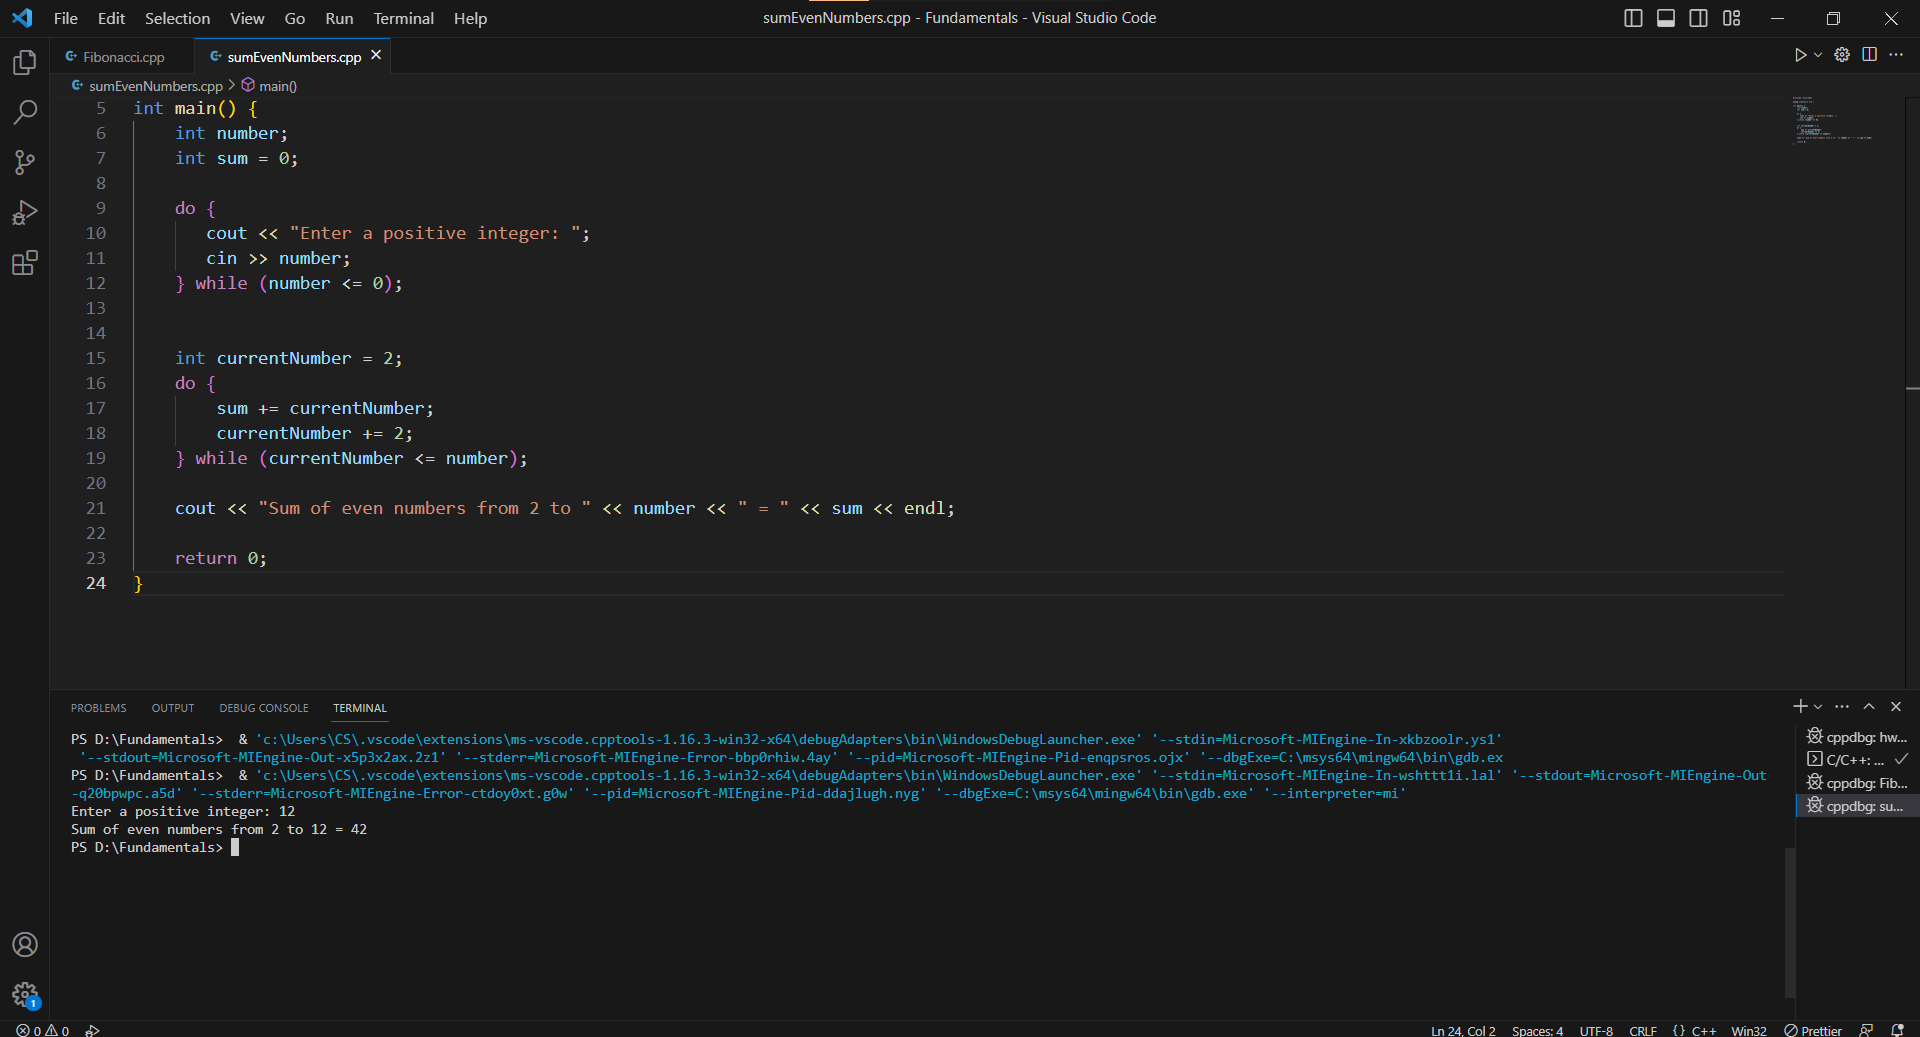 File Edit Selection View Go Run Terminal Help sumEvenNumbers.cpp - Fundamentals - Visual Studio Code
Fibonacci.cpp sumEvenNumbers.cpp
sumEvenNumbers.cpp > main()
5 int main() {
6 int number;
7 int sum = 0;
8
9 do {
10 cout << "Enter a positive integer: ";
11 cin >> number;
12 } while (number <= 0);
13
14
15 int currentNumber = 2;
16 do {
17 sum += currentNumber;
18 currentNumber += 2;
19 } while (currentNumber <= number);
20
21 cout << "Sum of even numbers from 2 to " << number << " = " << sum << endl;
22
23 return 0;
24 }
PROBLEMS OUTPUT DEBUG CONSOLE TERMINAL
PS D:\Fundamentals> & 'c:\Users\CS\.vscode\extensions\ms-vscode.cpptools-1.16.3-win32-x64\debugAdapters\bin\WindowsDebugLauncher.exe' '--stdin=Microsoft-MIEngine-In-xkbzoolr.ys1'
'--stdout=Microsoft-MIEngine-Out-x5p3x2ax.2z1' '--stderr=Microsoft-MIEngine-Error-bbp0rhiw.4ay' '--pid=Microsoft-MIEngine-Pid-enqpsros.ojx' '--dbgExe=C:\msys64\mingw64\bin\gdb.ex
PS D:\Fundamentals> & 'c:\Users\CS\.vscode\extensions\ms-vscode.cpptools-1.16.3-win32-x64\debugAdapters\bin\WindowsDebugLauncher.exe' '--stdin=Microsoft-MIEngine-In-wshttt1i.lal' '--stdout=Microsoft-MIEngine-Out
-q20bpwpc.a5d' '--stderr=Microsoft-MIEngine-Error-ctdoy0xt.g0w' '--pid=Microsoft-MIEngine-Pid-ddajlugh.nyg' '--dbgExe=C:\msys64\mingw64\bin\gdb.exe' '--interpreter=mi'
Enter a positive integer: 12
Sum of even numbers from 2 to 12 = 42
PS D:\Fundamentals>
cppdbg: hw...
C/C++: ...
cppdbg: Fib...
cppdbg: su...
1
0 0 Ln 24, Col 2 Spaces: 4 UTF-8 CRLF {} C++ Win32 Prettier